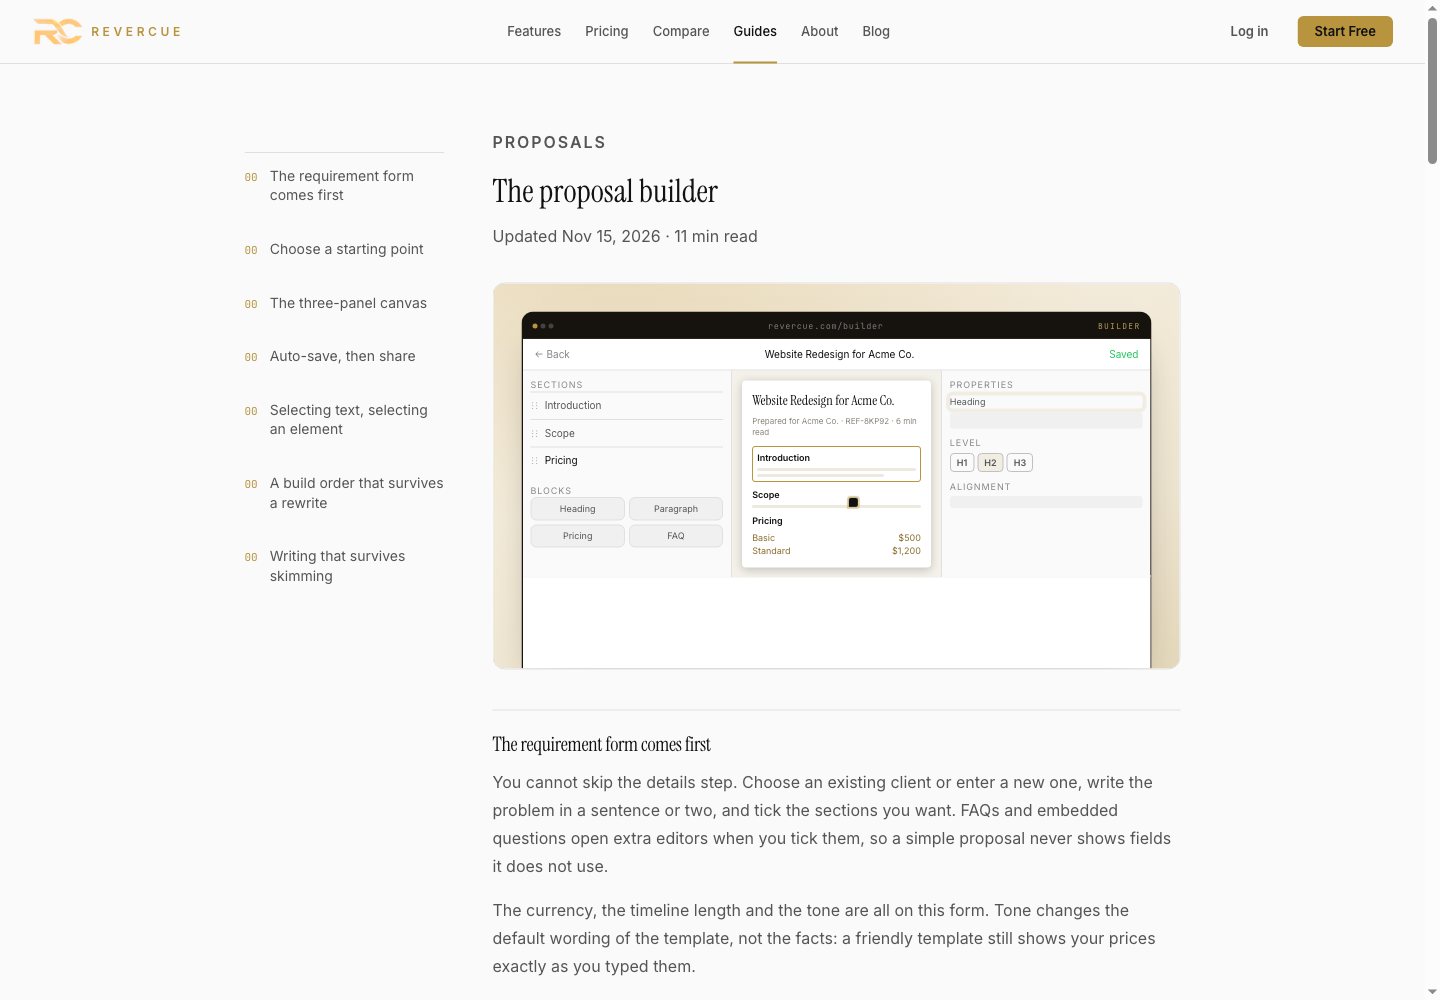 REVERCUE
Features
Pricing
Compare
Guides
About
Blog
Log in
Start Free
00 The requirement form
comes first
00 Choose a starting point
00 The three-panel canvas
00 Auto-save, then share
00 Selecting text, selecting
an element
00 A build order that survives
a rewrite
00 Writing that survives
skimming
PROPOSALS
The proposal builder
Updated Nov 15, 2026 · 11 min read
revercue.com/builder
BUILDER
← Back
Website Redesign for Acme Co.
Saved
SECTIONS
Introduction
Scope
Pricing
BLOCKS
Heading
Paragraph
Pricing
FAQ
Website Redesign for Acme Co.
Prepared for Acme Co. · REF-8KP92 · 6 min
read
Introduction
Scope
Pricing
Basic $500
Standard $1,200
PROPERTIES
Heading
LEVEL
H1 H2 H3
ALIGNMENT
The requirement form comes first
You cannot skip the details step. Choose an existing client or enter a new one, write the
problem in a sentence or two, and tick the sections you want. FAQs and embedded
questions open extra editors when you tick them, so a simple proposal never shows fields
it does not use.
The currency, the timeline length and the tone are all on this form. Tone changes the
default wording of the template, not the facts: a friendly template still shows your prices
exactly as you typed them.